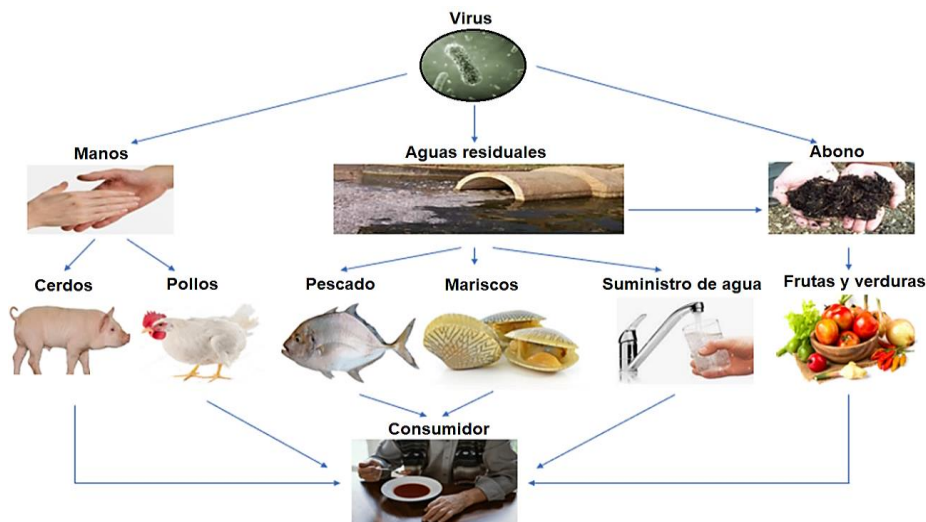 Virus
Manos
Aguas residuales
Abono
Cerdos
Pollos
Pescado
Mariscos
Suministro de agua
Frutas y verduras
Consumidor